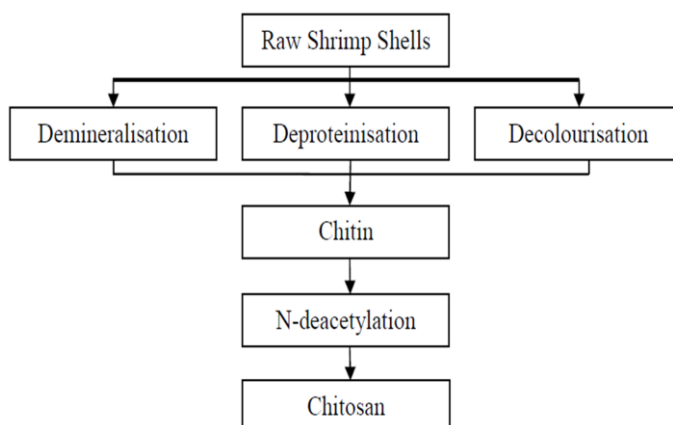 Raw Shrimp Shells
Demineralisation
Deproteinisation
Decolourisation
Chitin
N-deacetylation
Chitosan